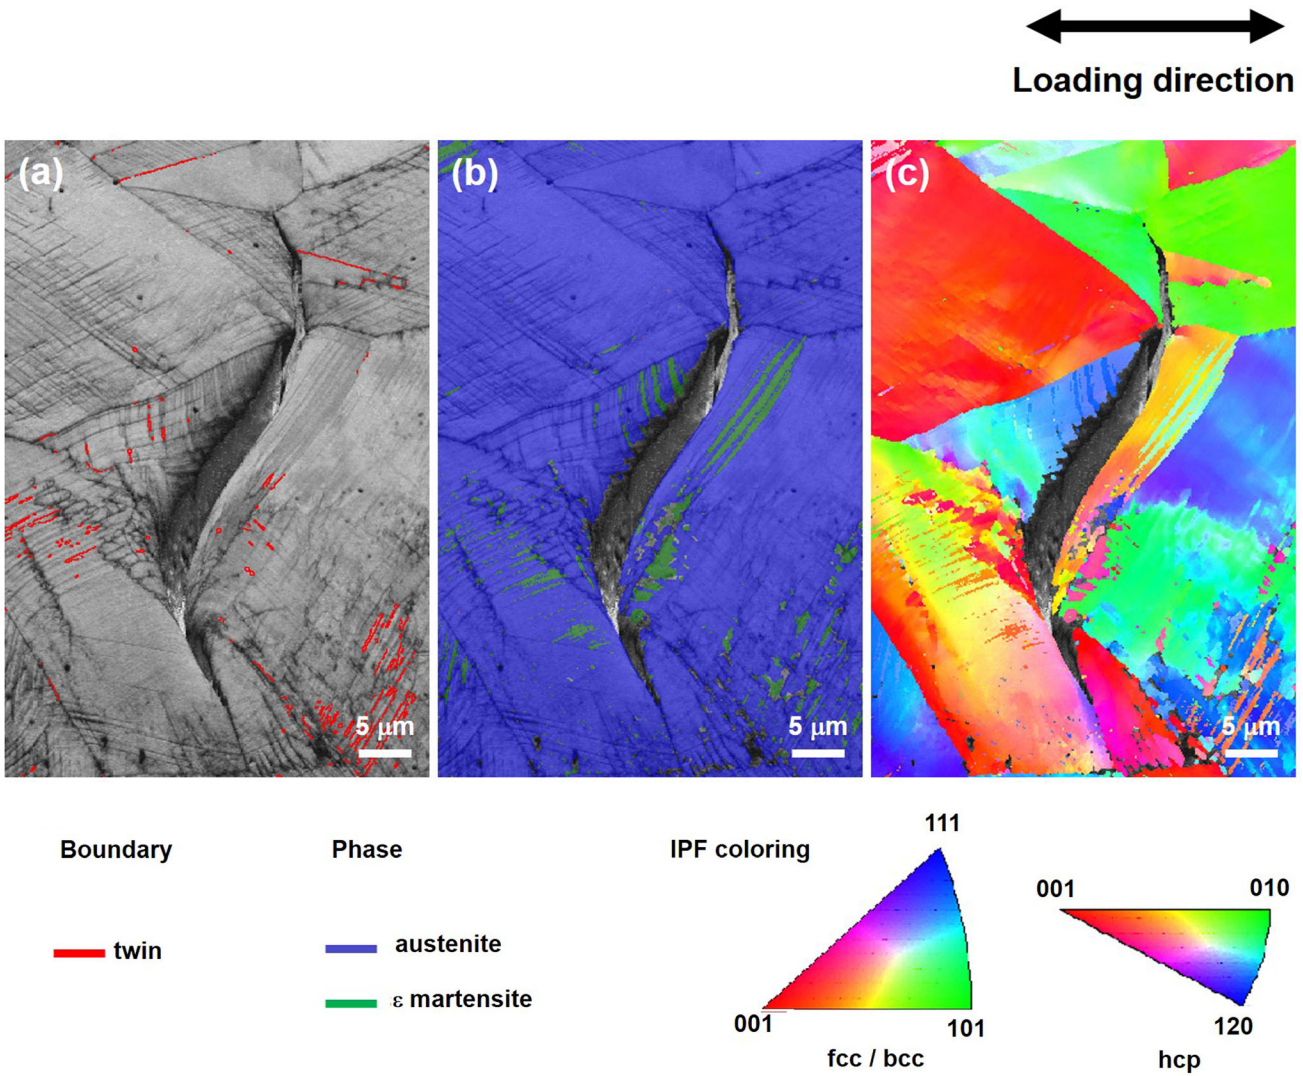 Loading direction
(a)
(b)
(c)
5 μm
5 μm
5 μm
Boundary
Phase
IPF coloring
111
001
010
twin
austenite
ε martensite
001
101
120
fcc / bcc
hcp